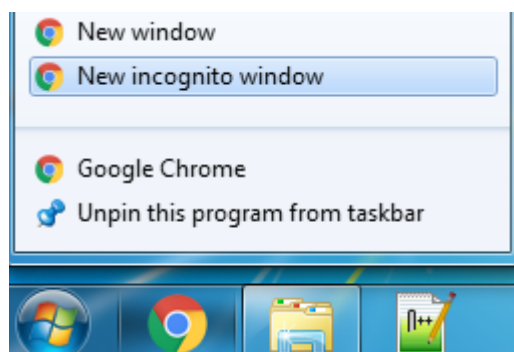 New window
New incognito window
Google Chrome
Unpin this program from taskbar
n++